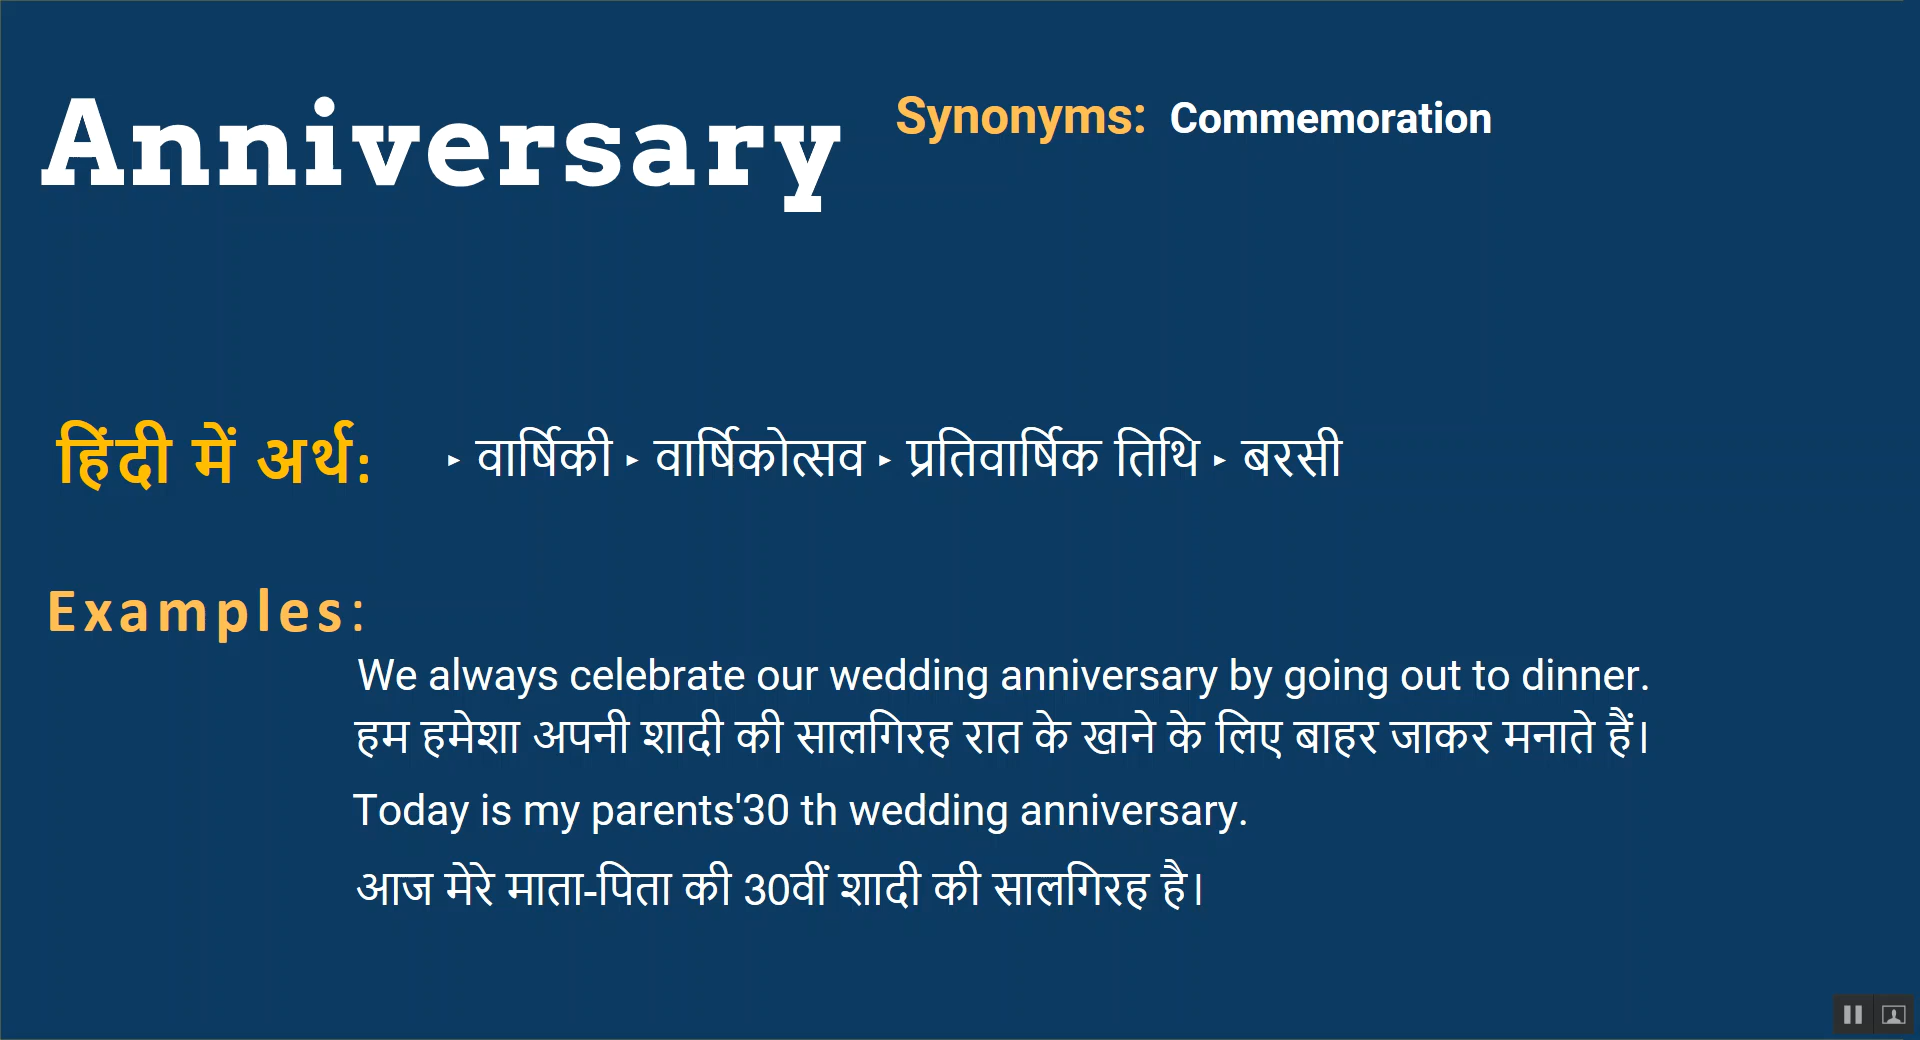 Anniversary
Synonyms: Commemoration
हिंदी में अर्थ: ▸ वार्षिकी ▸ वार्षिकोत्सव ▸ प्रतिवार्षिक तिथि ▸ बरसी
Examples:
We always celebrate our wedding anniversary by going out to dinner.
हम हमेशा अपनी शादी की सालगिरह रात के खाने के लिए बाहर जाकर मनाते हैं।
Today is my parents'30 th wedding anniversary.
आज मेरे माता-पिता की 30वीं शादी की सालगिरह है।